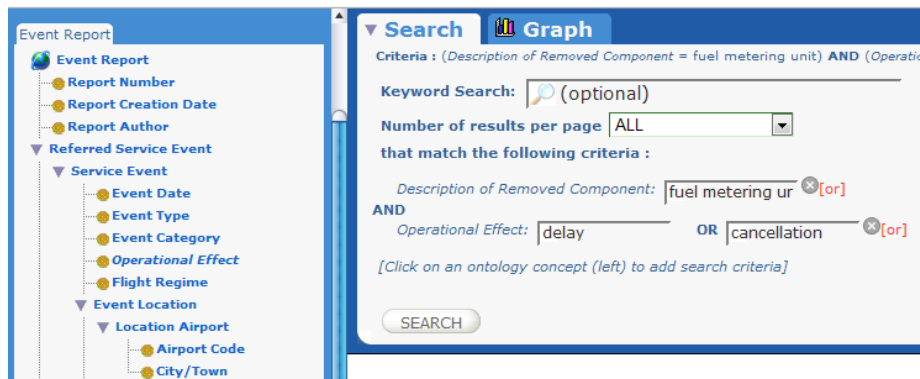 Event Report
Event Report
Report Number
Report Creation Date
Report Author
Referred Service Event
Service Event
Event Date
Event Type
Event Category
Operational Effect
Flight Regime
Event Location
Location Airport
Airport Code
City/Town
Search
Graph
Criteria : (Description of Removed Component = fuel metering unit) AND (Operatio
Keyword Search: (optional)
Number of results per page ALL
that match the following criteria :
Description of Removed Component: fuel metering ur [or]
AND
Operational Effect: delay OR cancellation [or]
[Click on an ontology concept (left) to add search criteria]
SEARCH